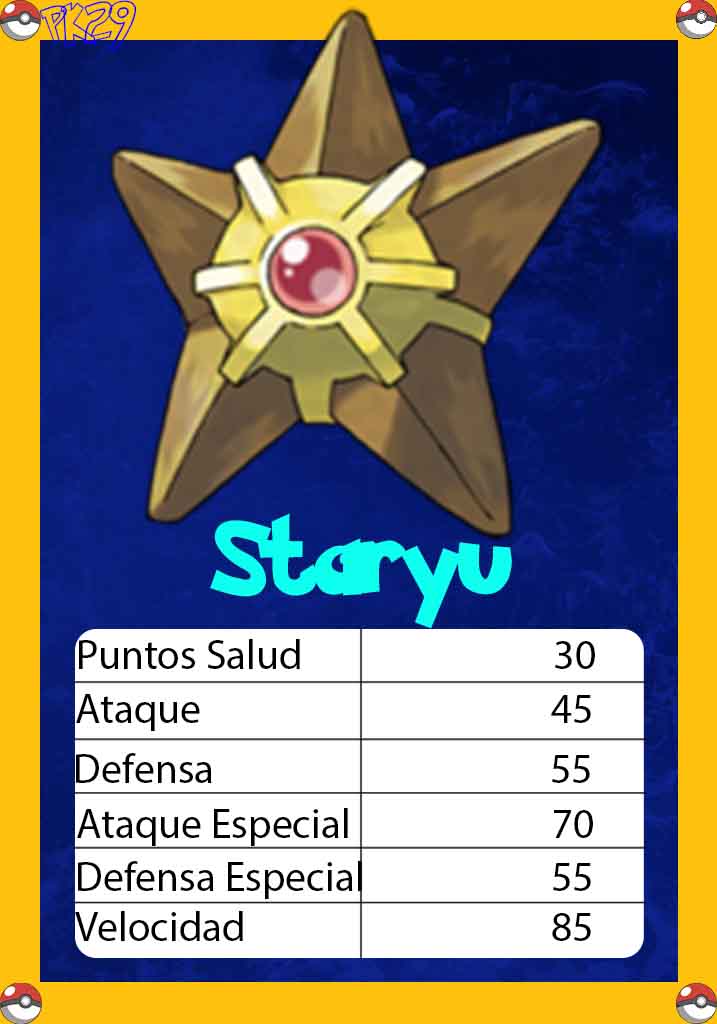 PK29
Staryu
Puntos Salud 30
Ataque 45
Defensa 55
Ataque Especial 70
Defensa Especial 55
Velocidad 85